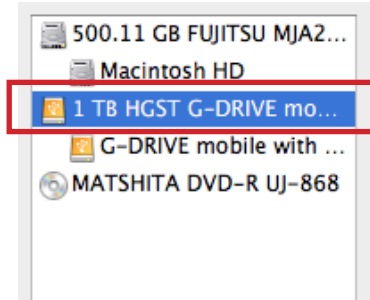 500.11 GB FUJITSU MJA2...
Macintosh HD
1 TB HGST G-DRIVE mo...
G-DRIVE mobile with ...
MATSHITA DVD-R UJ-868